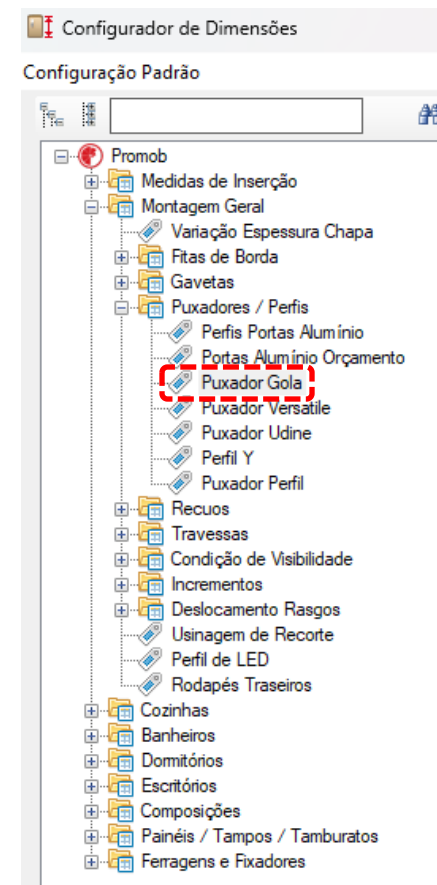 Configurador de Dimensões
Configuração Padrão
Promob
Medidas de Inserção
Montagem Geral
Variação Espessura Chapa
Fitas de Borda
Gavetas
Puxadores / Perfis
Perfis Portas Alumínio
Portas Alumínio Orçamento
Puxador Gola
Puxador Versatile
Puxador Udine
Perfil Y
Puxador Perfil
Recuos
Travessas
Condição de Visibilidade
Incrementos
Deslocamento Rasgos
Usinagem de Recorte
Perfil de LED
Rodapés Traseiros
Cozinhas
Banheiros
Dormitórios
Escritórios
Composições
Painéis / Tampos / Tamburatos
Ferragens e Fixadores